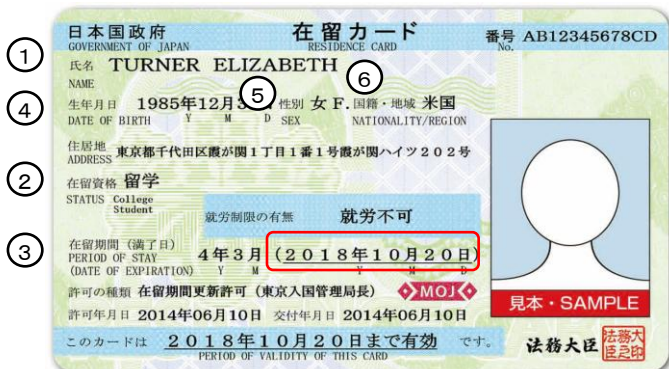 日本国政府 在留カード 番号 AB12345678CD
GOVERNMENT OF JAPAN RESIDENCE CARD No.
① 氏名 TURNER ELIZABETH
NAME
⑤ ⑥
④ 生年月日 1985年12月 日 性別 女 F. 国籍・地域 米国
DATE OF BIRTH Y M D SEX NATIONALITY/REGION
住居地 東京都千代田区霞が関1丁目1番1号霞が関ハイツ202号
ADDRESS
② 在留資格 留学
STATUS College
Student
就労制限の有無 就労不可
③ 在留期間(満了日) 4年3月(2018年10月20日)
PERIOD OF STAY
(DATE OF EXPIRATION) Y M Y M D
許可の種類 在留期間更新許可(東京入国管理局長) MOJ
見本・SAMPLE
許可年月日 2014年06月10日 交付年月日 2014年06月10日
このカードは 2018年10月20日まで有効 です。
PERIOD OF VALIDITY OF THIS CARD
法務大臣 法務大臣之印